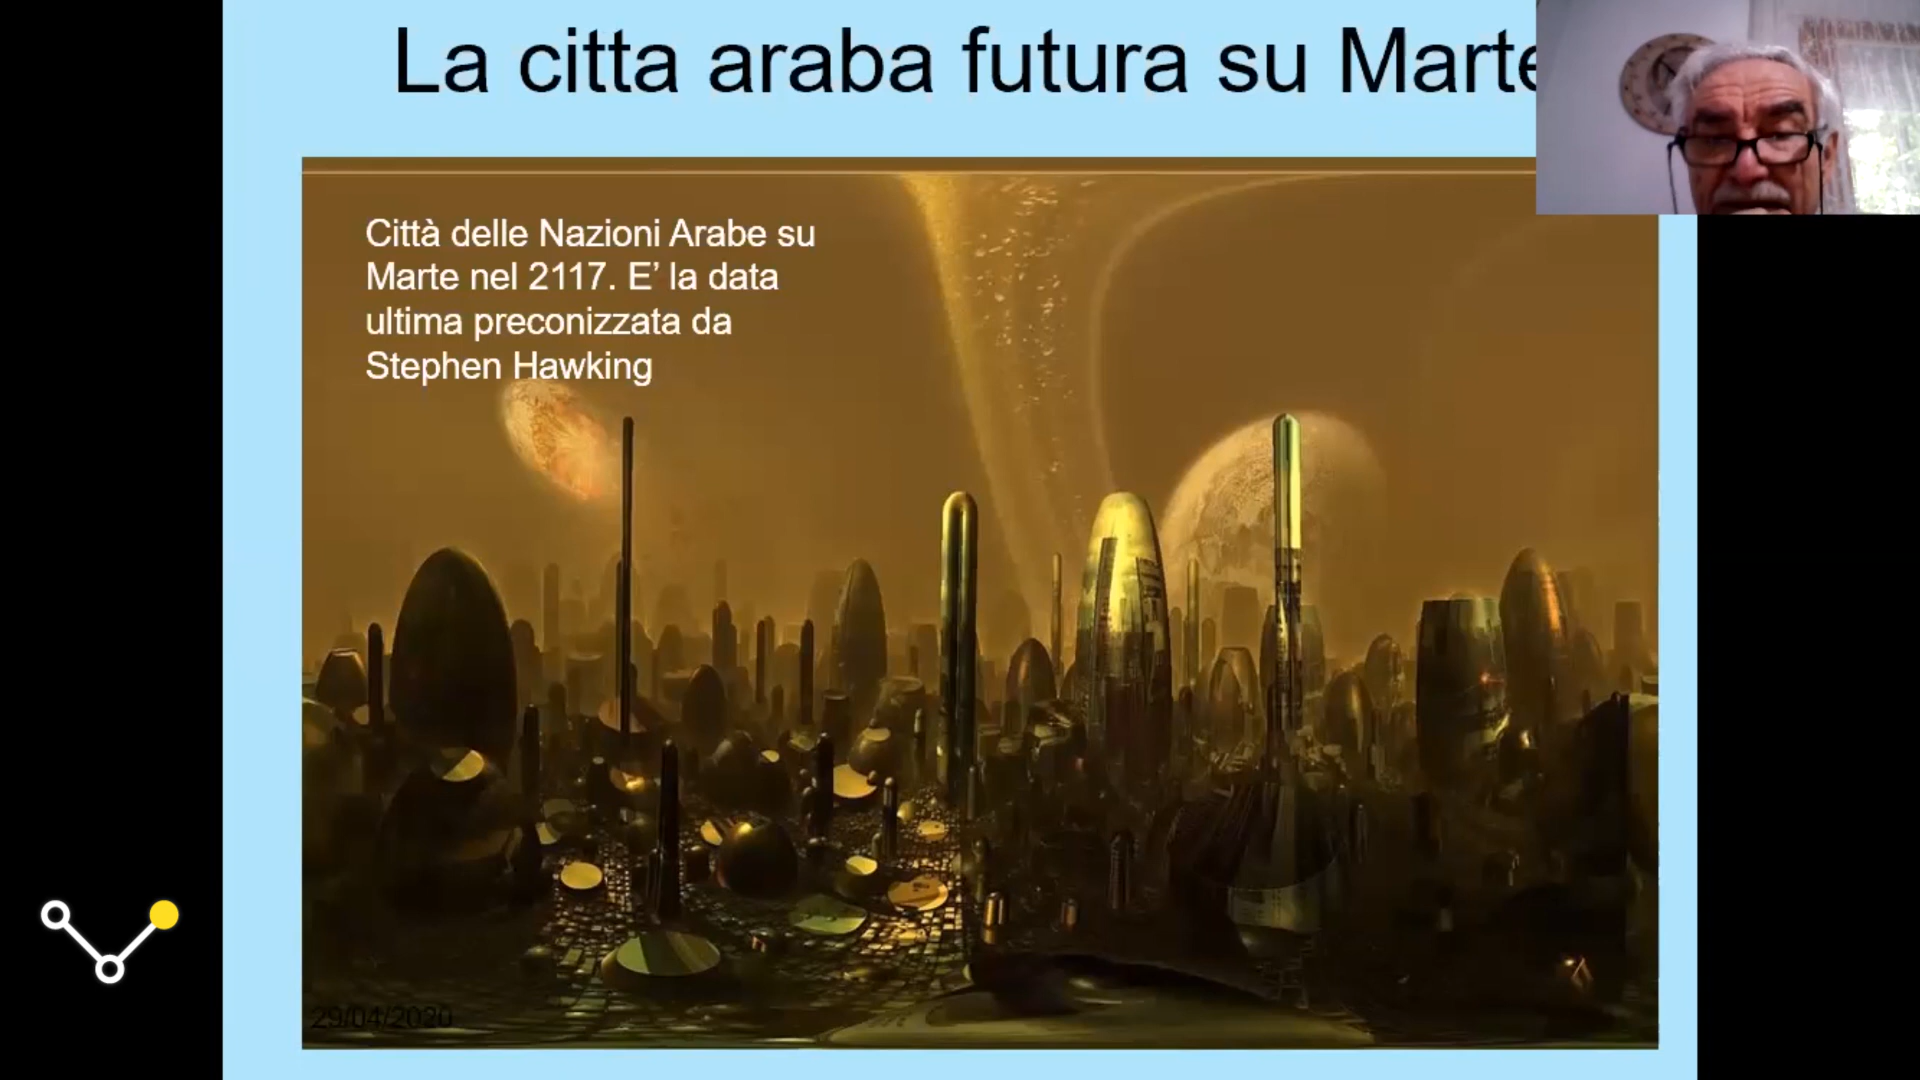 La citta araba futura su Marte
Città delle Nazioni Arabe su
Marte nel 2117. E’ la data
ultima preconizzata da
Stephen Hawking
29/04/2020